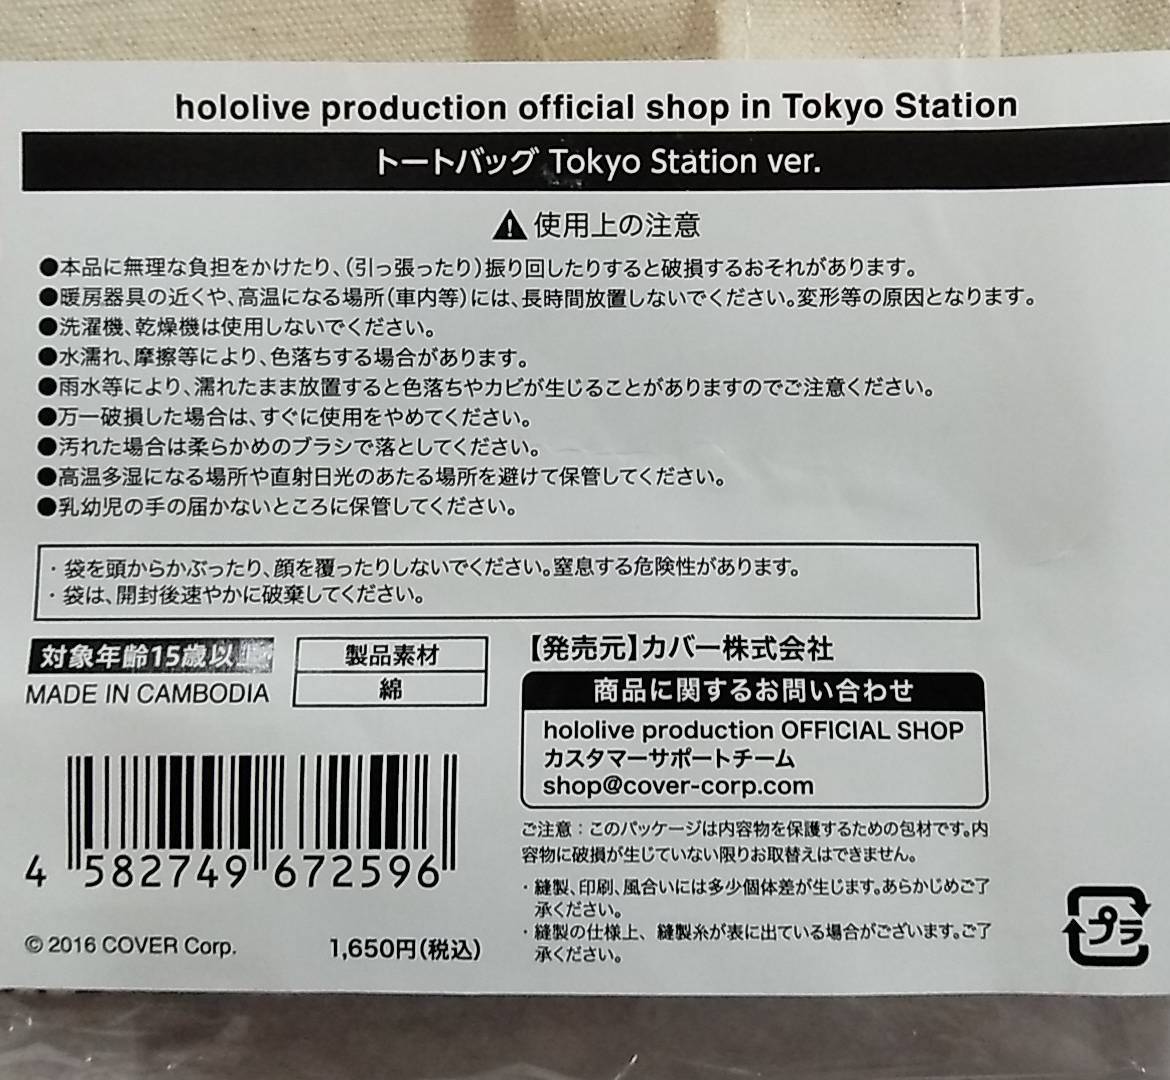 hololive production official shop in Tokyo Station
トートバッグ Tokyo Station ver.
使用上の注意
●本品に無理な負担をかけたり、(引っ張ったり)振り回したりすると破損するおそれがあります。
●暖房器具の近くや、高温になる場所(車内等)には、長時間放置しないでください。変形等の原因となります。
●洗濯機、乾燥機は使用しないでください。
●水濡れ、摩擦等により、色落ちする場合があります。
●雨水等により、濡れたまま放置すると色落ちやカビが生じることがありますのでご注意ください。
●万一破損した場合は、すぐに使用をやめてください。
●汚れた場合は柔らかめのブラシで落としてください。
●高温多湿になる場所や直射日光のあたる場所を避けて保管してください。
●乳幼児の手の届かないところに保管してください。
・袋を頭からかぶったり、顔を覆ったりしないでください。窒息する危険性があります。
・袋は、開封後速やかに破棄してください。
対象年齢15歳以上
MADE IN CAMBODIA
製品素材
綿
【発売元】カバー株式会社
商品に関するお問い合わせ
hololive production OFFICIAL SHOP
カスタマーサポートチーム
shop@cover-corp.com
4 582749 672596
© 2016 COVER Corp.
1,650円(税込)
ご注意：このパッケージは内容物を保護するための包材です。内
容物に破損が生じていない限りお取替えはできません。
・縫製、印刷、風合いには多少個体差が生じます。あらかじめご了
承ください。
・縫製の仕様上、縫製糸が表に出ている場合がございます。ご了
承ください。
プラ